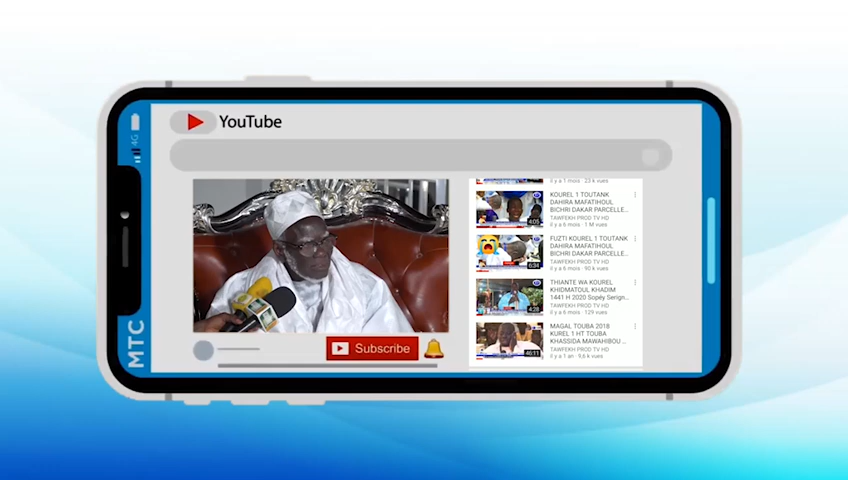 YouTube
4G
MTC
Subscribe
il y a 1 mois · 23 k vues
KOUREL 1 TOUTANK
DAHIRA MAFATIHOUL
BICHRI DAKAR PARCELLE...
TAWFEKH PROD TV HD
il y a 6 mois · 1 M vues
4:05
FUZTI KOUREL 1 TOUTANK
DAHIRA MAFATIHOUL
BICHRI DAKAR PARCELLE...
TAWFEKH PROD TV HD
il y a 6 mois · 90 k vues
6:34
THIANTE WA KOUREL
KHIDMATOUL KHADIM
1441 H 2020 Sopéy Serign...
TAWFEKH PROD TV HD
il y a 6 mois · 129 vues
4:28
MAGAL TOUBA 2018
KUREL 1 HT TOUBA
KHASSIDA MAWAHIBOU ...
TAWFEKH PROD TV HD
il y a 1 an · 9,6 k vues
46:11